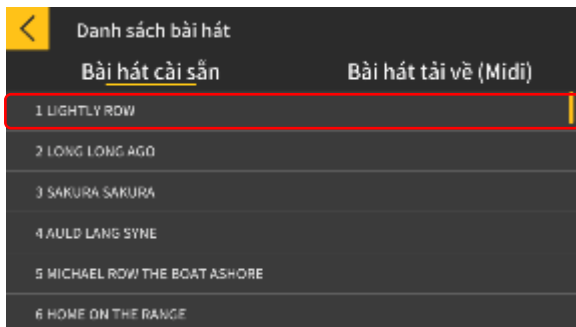 Danh sách bài hát
Bài hát cài sẵn
Bài hát tải về (Midi)
1 LIGHTLY ROW
2 LONG LONG AGO
3 SAKURA SAKURA
4 AULD LANG SYNE
5 MICHAEL ROW THE BOAT ASHORE
6 HOME ON THE RANGE